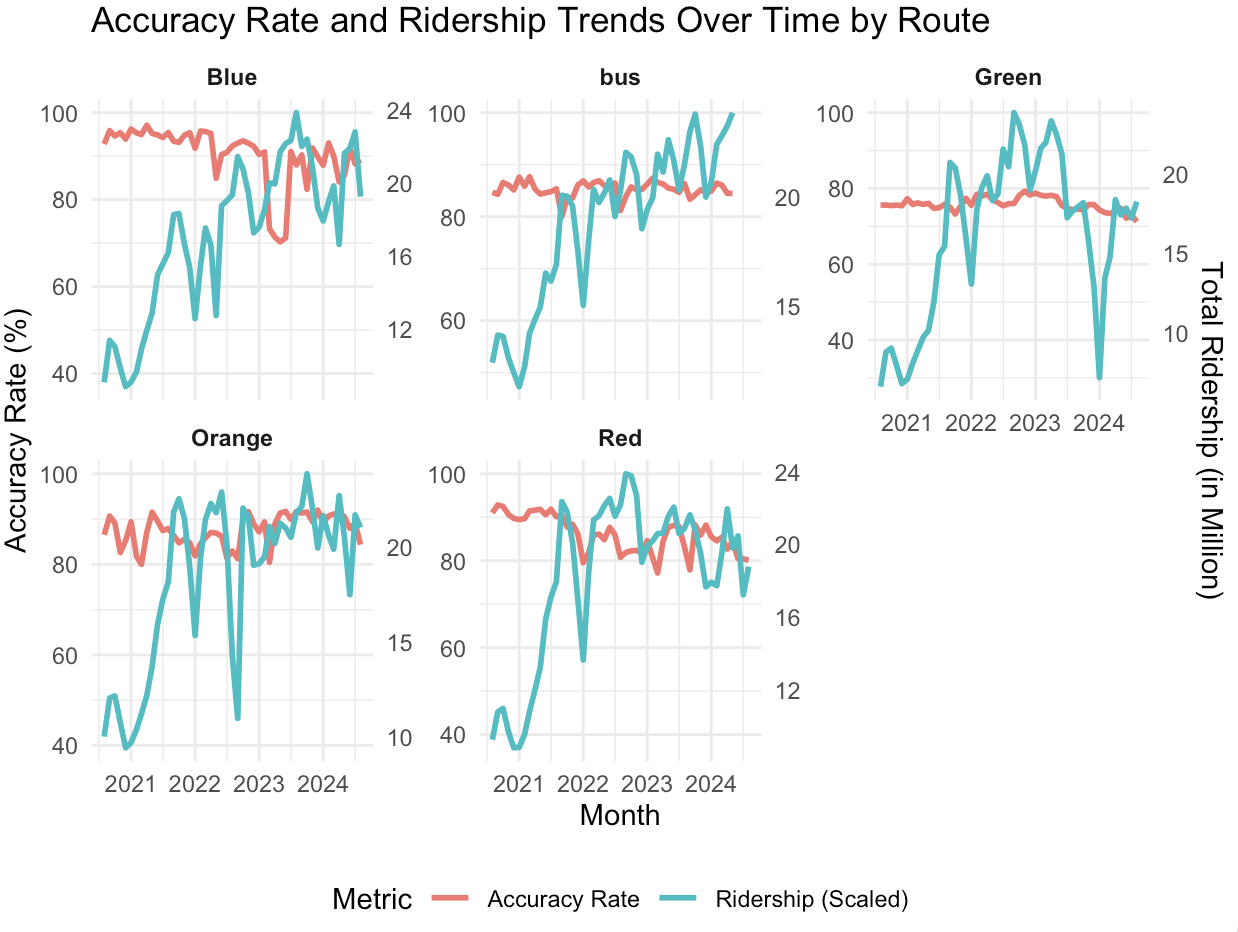 Accuracy Rate and Ridership Trends Over Time by Route
Blue
bus
Green
100
80
60
40
24
20
16
12
100
80
60
20
15
100
80
60
40
20
15
10
2021 2022 2023 2024
Orange
Red
100
80
60
40
20
15
10
100
80
60
40
24
20
16
12
2021 2022 2023 2024
2021 2022 2023 2024
Accuracy Rate (%)
Total Ridership (in Million)
Month
Metric Accuracy Rate Ridership (Scaled)